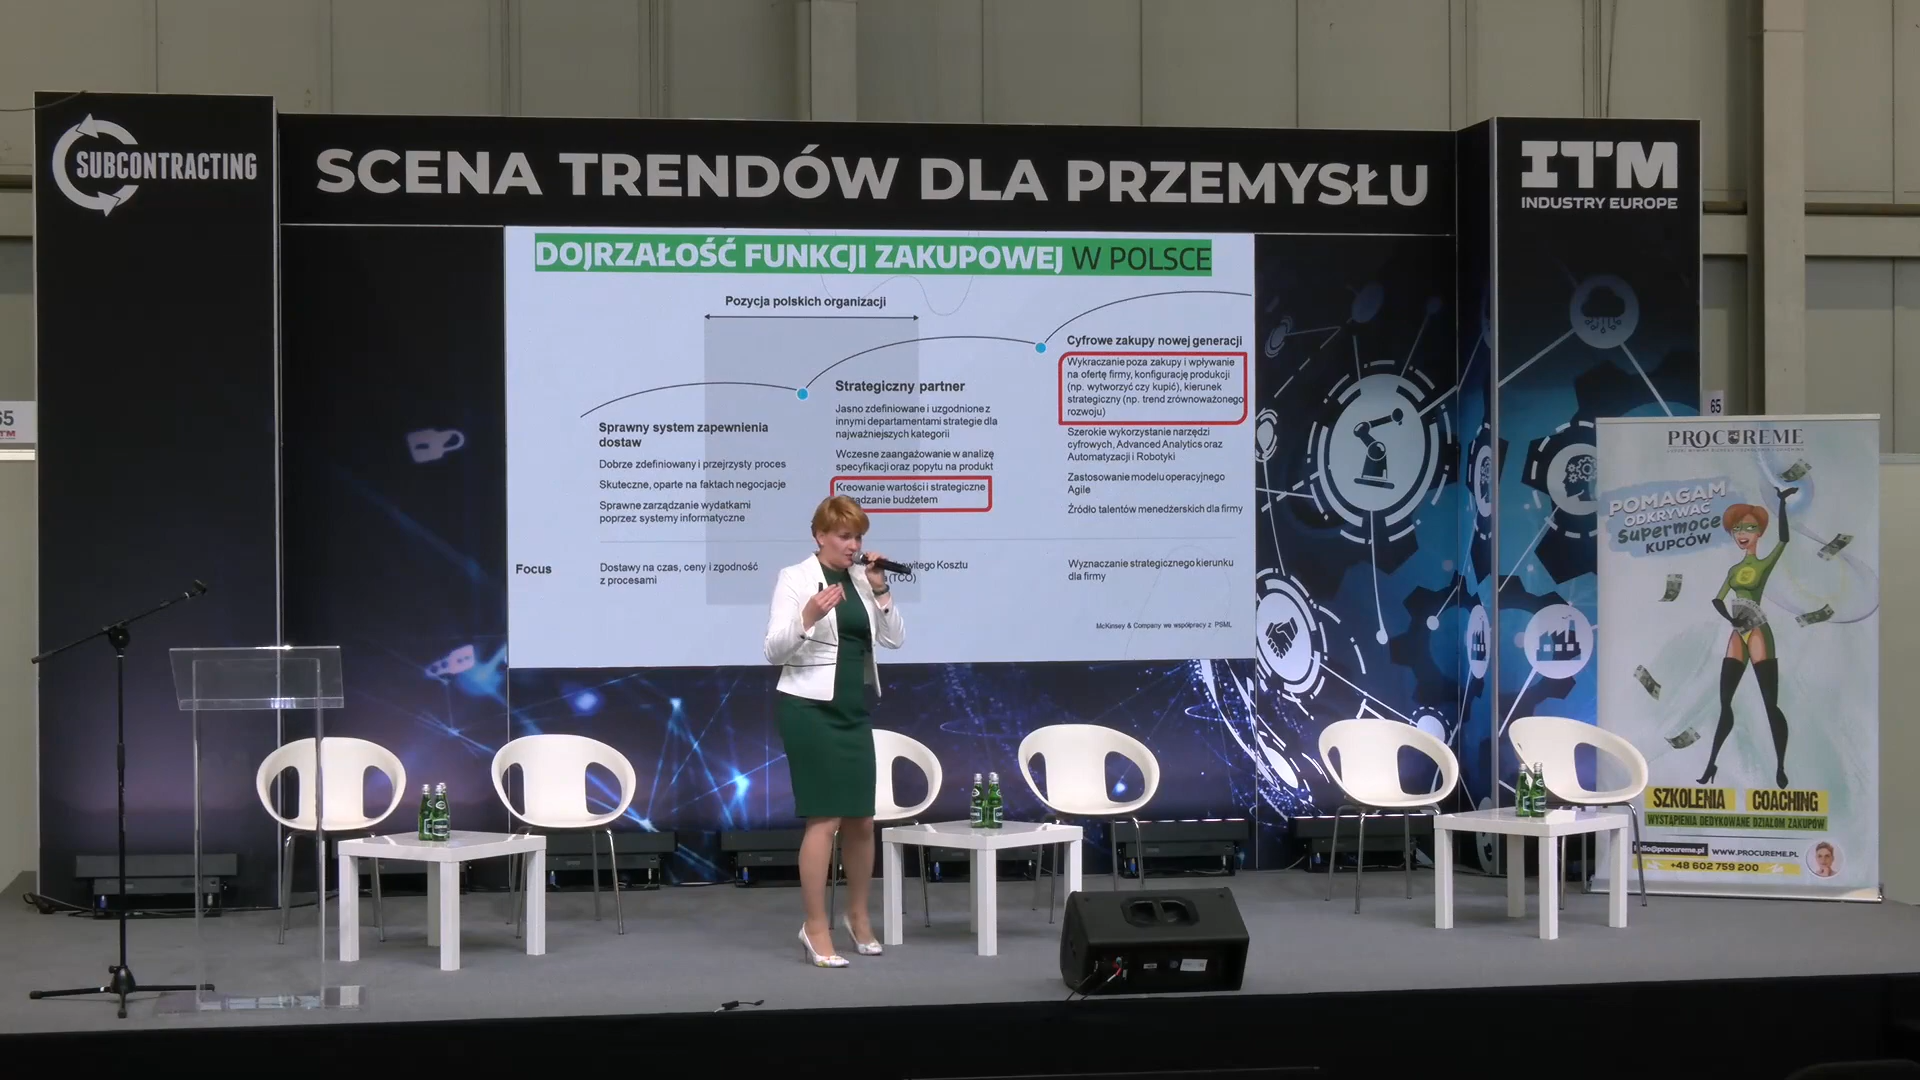 SUBCONTRACTING
SCENA TRENDÓW DLA PRZEMYSŁU
ITM
INDUSTRY EUROPE
DOJRZAŁOŚĆ FUNKCJI ZAKUPOWEJ W POLSCE
Pozycja polskich organizacji
Sprawny system zapewnienia
dostaw
Dobrze zdefiniowany i przejrzysty proces
Skuteczne, oparte na faktach negocjacje
Sprawne zarządzanie wydatkami
poprzez systemy informatyczne
Strategiczny partner
Jasno zdefiniowane i uzgodnione z
innymi departamentami strategie dla
najważniejszych kategorii
Wczesne zaangażowanie w analizę
specyfikacji oraz popytu na produkt
Kreowanie wartości i strategiczne
budżetem
Cyfrowe zakupy nowej generacji
Wykraczanie poza zakupy i wpływanie
na ofertę firmy, konfigurację produkcji
(np. wytworzyć czy kupić), kierunek
strategiczny (np. trend zrównoważonego
rozwoju)
Szerokie wykorzystanie narzędzi
cyfrowych, Advanced Analytics oraz
Automatyzacji i Robotyki
Zastosowanie modelu operacyjnego
Agile
Źródło talentów menedżerskich dla firmy
Focus
Dostawy na czas, ceny i zgodność
z procesami
Kosztu
(TCO)
Wyznaczanie strategicznego kierunku
dla firmy
McKinsey & Company we współpracy z PSML
65
65
PROCUREME
POMAGAM
ODKRYWAĆ
Supermoce
KUPCÓW
SZKOLENIA COACHING
WYSTĄPIENIA DEDYKOWANE DZIAŁOM ZAKUPÓW
WWW.PROCUREME.PL
+48 602 759 200